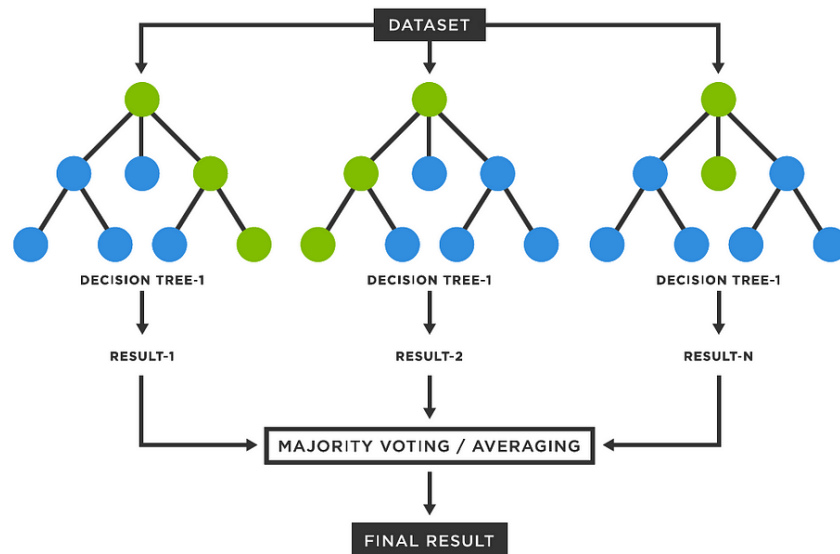 DATASET
DECISION TREE-1
DECISION TREE-1
DECISION TREE-1
RESULT-1
RESULT-2
RESULT-N
MAJORITY VOTING / AVERAGING
FINAL RESULT